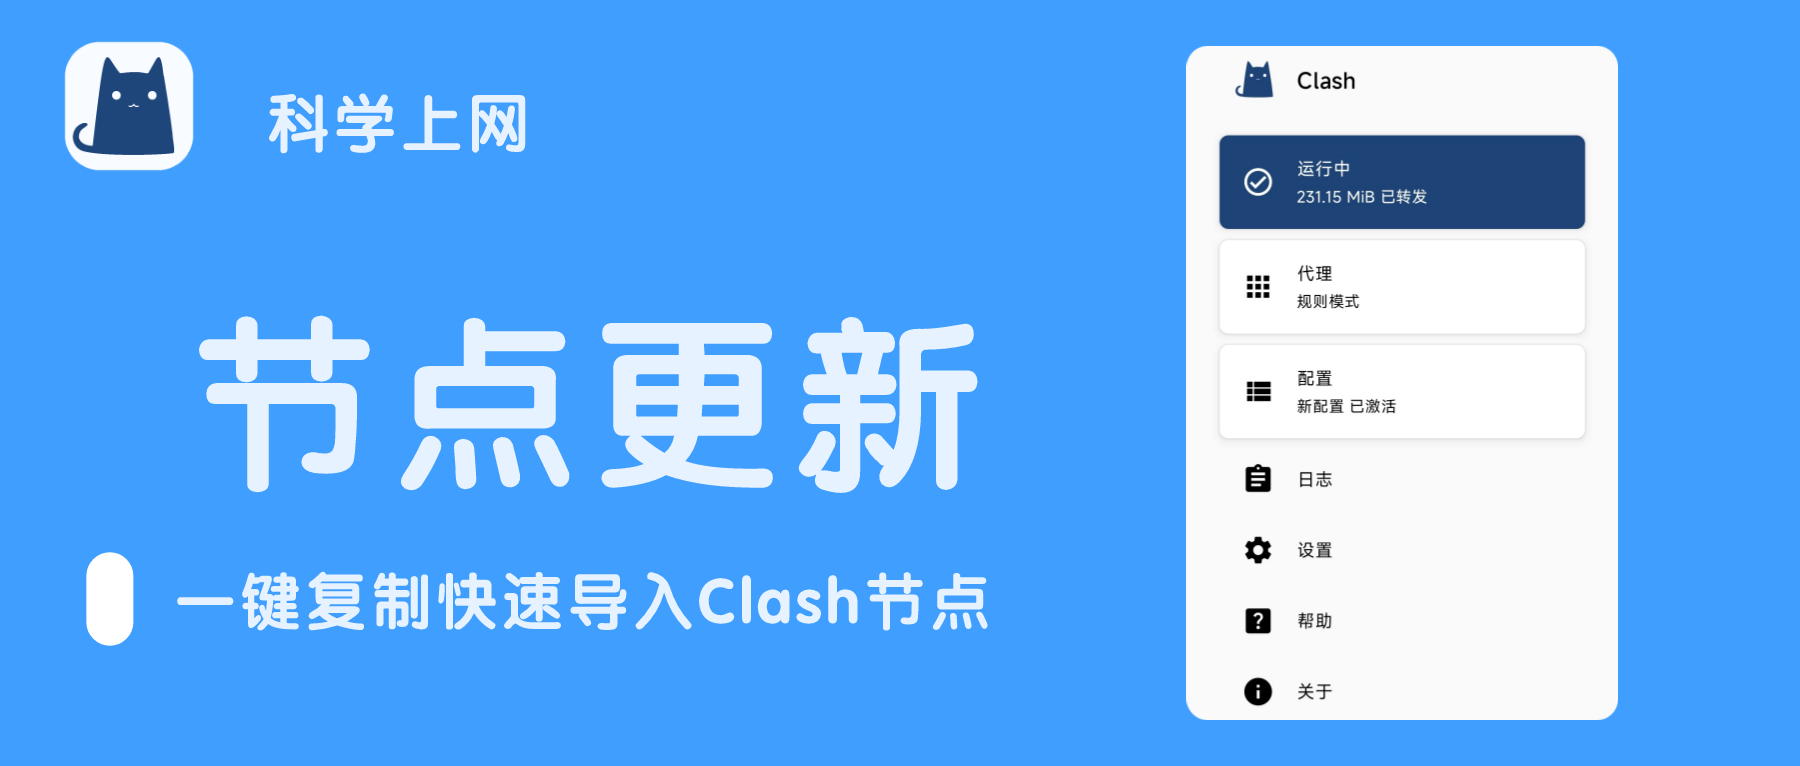 科学上网
节点更新
一键复制快速导入Clash节点
Clash
运行中
231.15 MiB 已转发
代理
规则模式
配置
新配置 已激活
日志
设置
帮助
关于